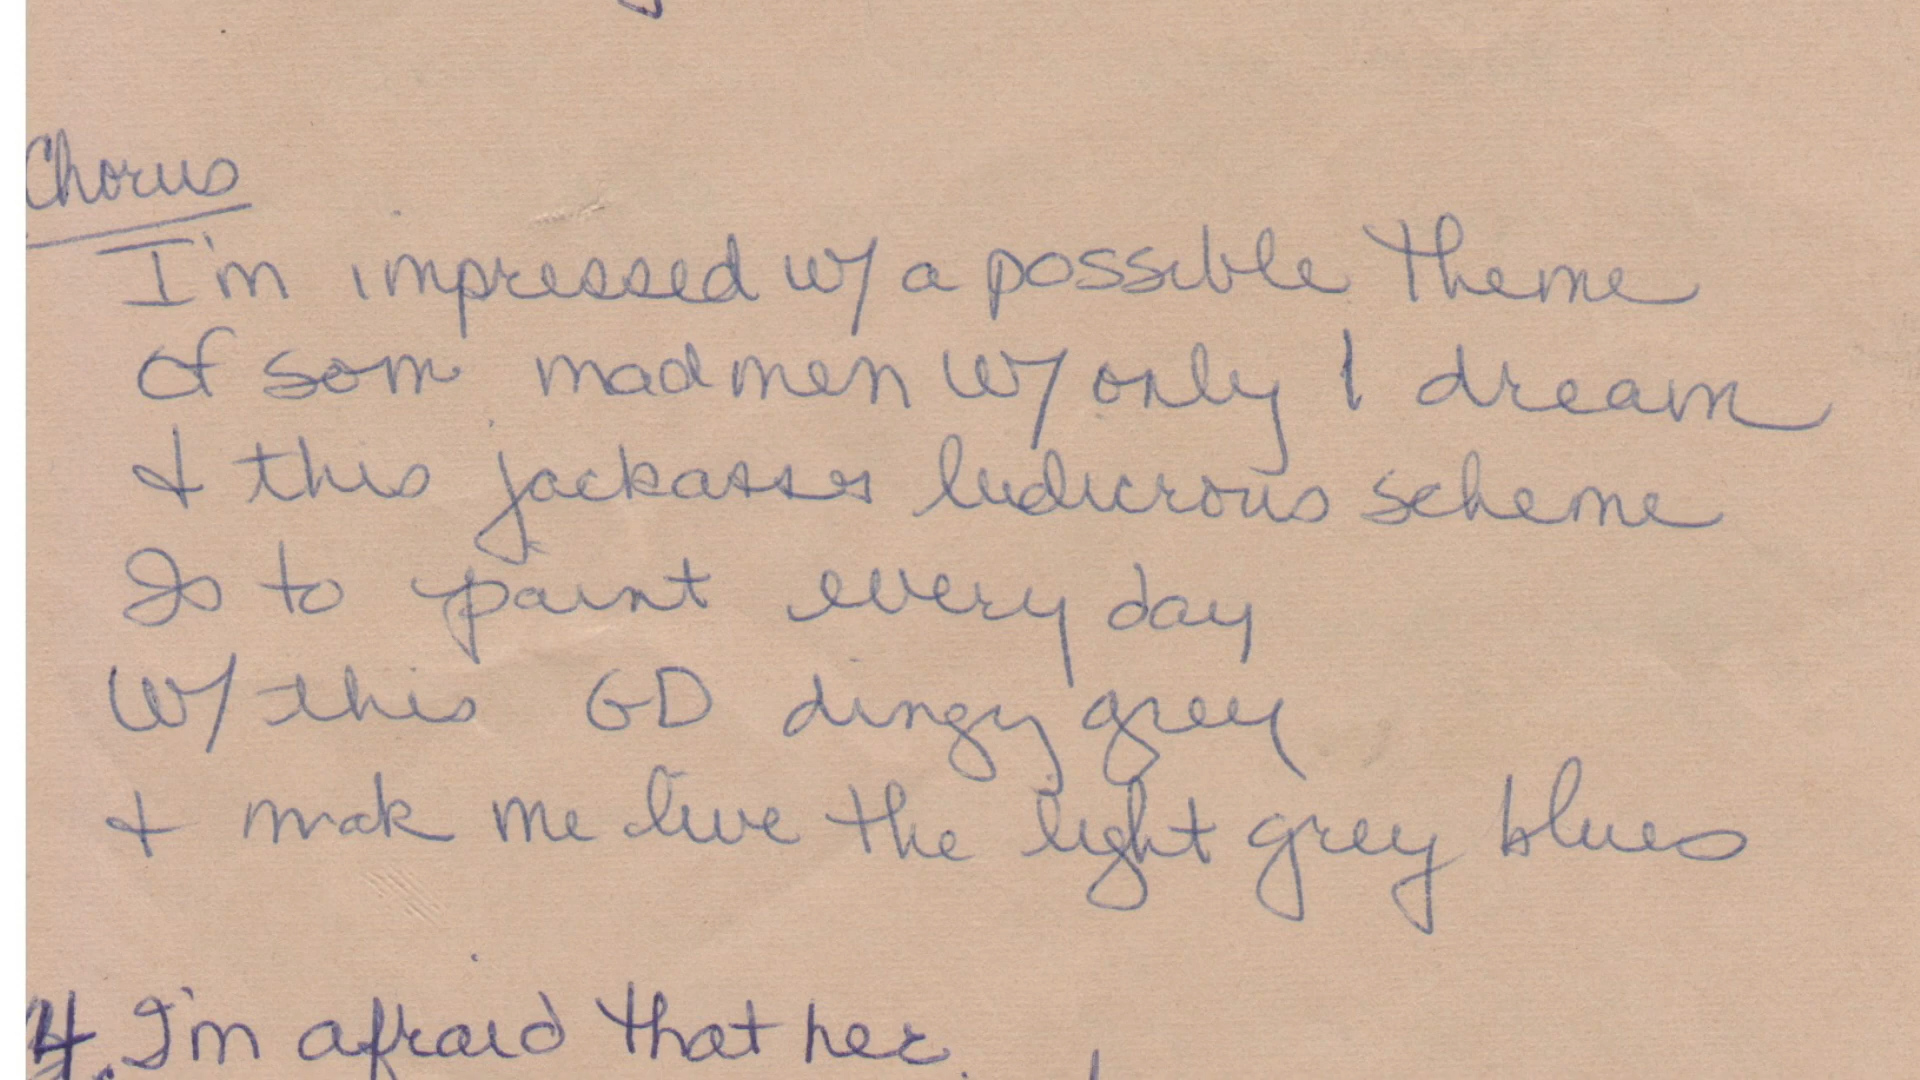 Chorus
I'm impressed w/ a possible theme
of som madmen w/ only 1 dream
& this jackasses ludicrous scheme
Is to paint every day
W/ this GD dingy grey
& mak me live the light grey blues
4. I'm afraid that her